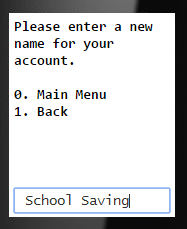 Please enter a new
name for your
account.
0. Main Menu
1. Back
School Saving